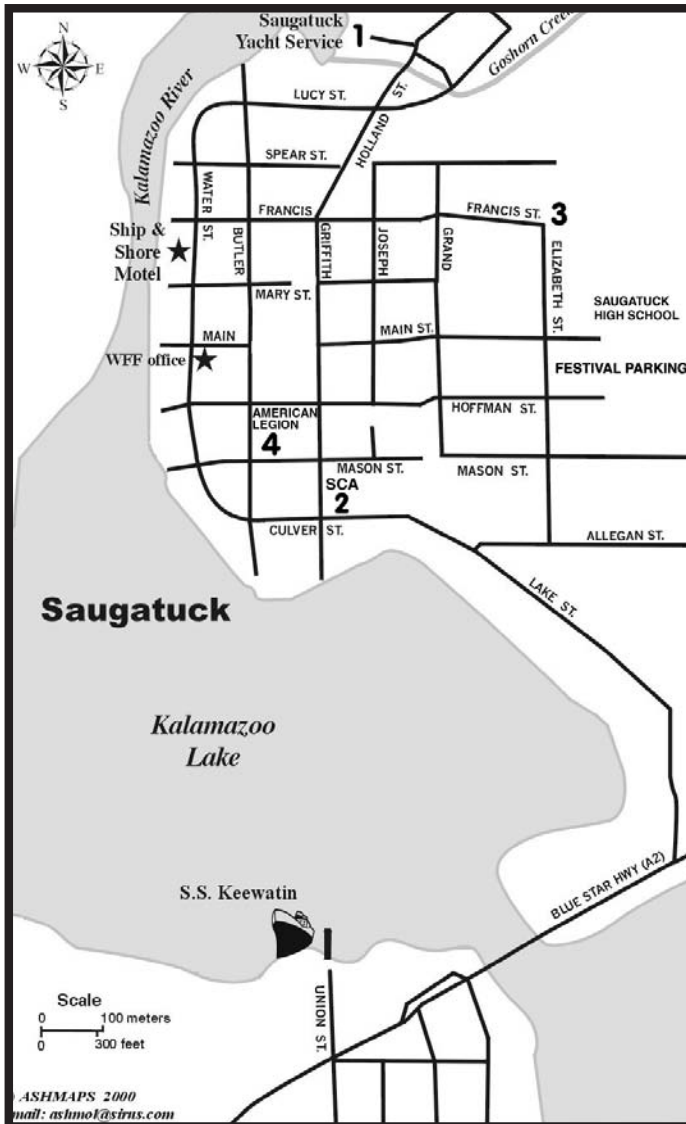 N
W E
S
Saugatuck
Yacht Service 1
Goshorn Creek
Kalamazoo River
LUCY ST.
HOLLAND ST.
SPEAR ST.
WATER ST.
FRANCIS
FRANCIS ST. 3
Ship &
Shore
Motel
BUTLER
GRIFFITH
JOSEPH
GRAND
ELIZABETH ST.
MARY ST.
SAUGATUCK
HIGH SCHOOL
MAIN
MAIN ST.
WFF office
FESTIVAL PARKING
AMERICAN
LEGION
4
HOFFMAN ST.
MASON ST.
MASON ST.
SCA
2
CULVER ST.
ALLEGAN ST.
LAKE ST.
Saugatuck
Kalamazoo
Lake
BLUE STAR HWY (A2)
S.S. Keewatin
UNION ST.
Scale
0 100 meters
0 300 feet
) ASHMAPS 2000
mail: ashmol@sirus.com